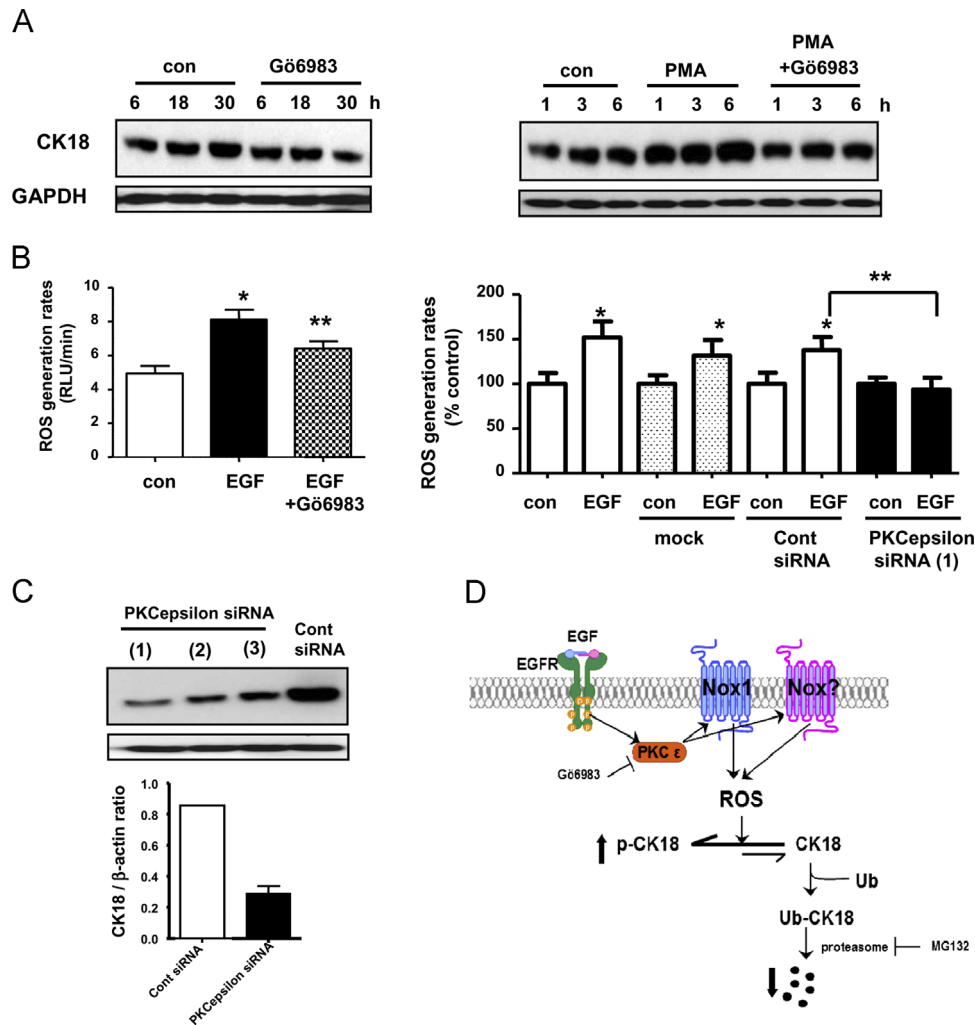 A
con Gö6983
6 18 30 6 18 30 h
CK18
GAPDH
con PMA PMA
+Gö6983
1 3 6 1 3 6 1 3 6 h
B
ROS generation rates
(RLU/min)
10
8
6
4
2
0
*
**
con EGF EGF
+Gö6983
ROS generation rates
(% control)
200
150
100
50
0
* * * **
con EGF con EGF con EGF con EGF
mock Cont
siRNA PKCepsilon
siRNA (1)
C
PKCepsilon siRNA
(1) (2) (3) Cont
siRNA
CK18 / β-actin ratio
1.0
0.8
0.6
0.4
0.2
0.0
Cont siRNA
PKCepsilon siRNA
D
EGF
EGFR
Nox1 Nox?
P P
P P
P P
P P
PKC ε
Gö6983
ROS
p-CK18 CK18
Ub
Ub-CK18
proteasome MG132